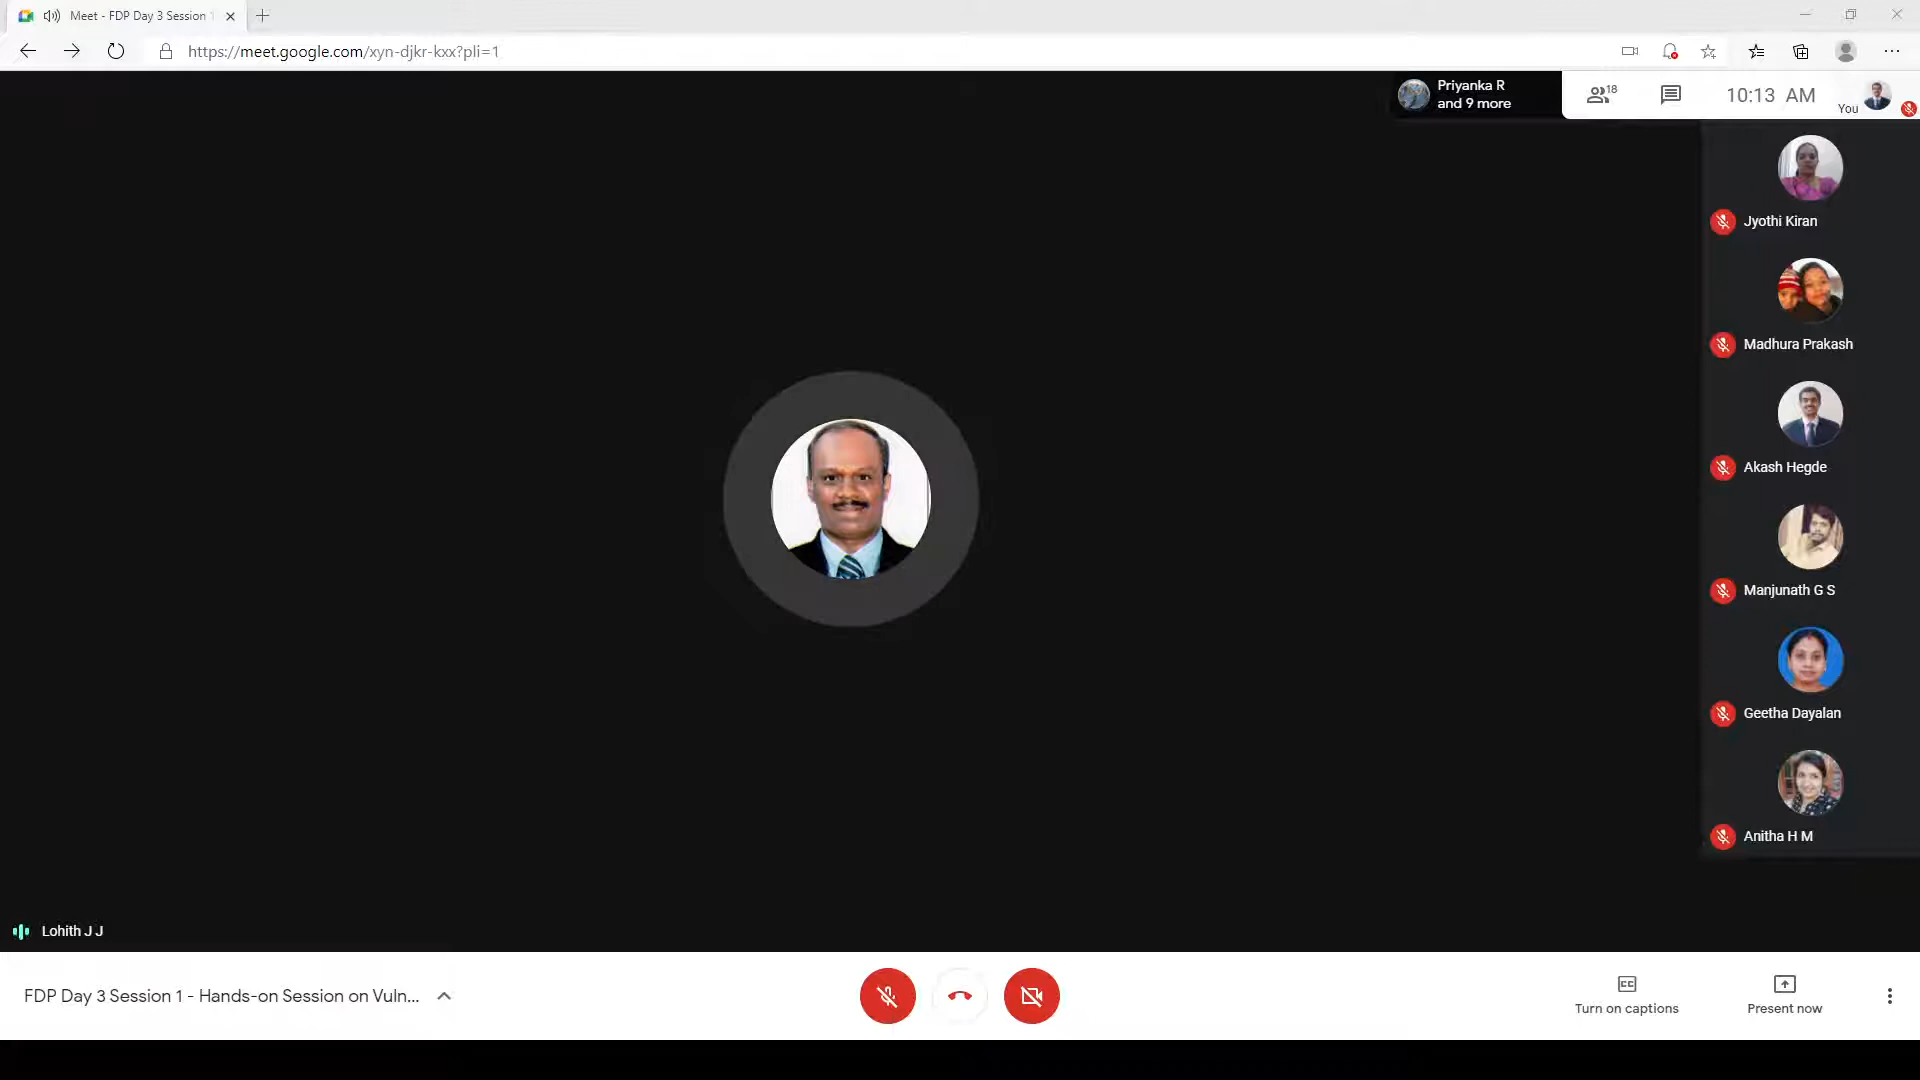 Meet - FDP Day 3 Session 1
https://meet.google.com/xyn-djkr-kxx?pli=1
Priyanka R
and 9 more
18
10:13 AM
You
Jyothi Kiran
Madhura Prakash
Akash Hegde
Manjunath G S
Geetha Dayalan
Anitha H M
Lohith J J
FDP Day 3 Session 1 - Hands-on Session on Vuln...
CC
Turn on captions
Present now